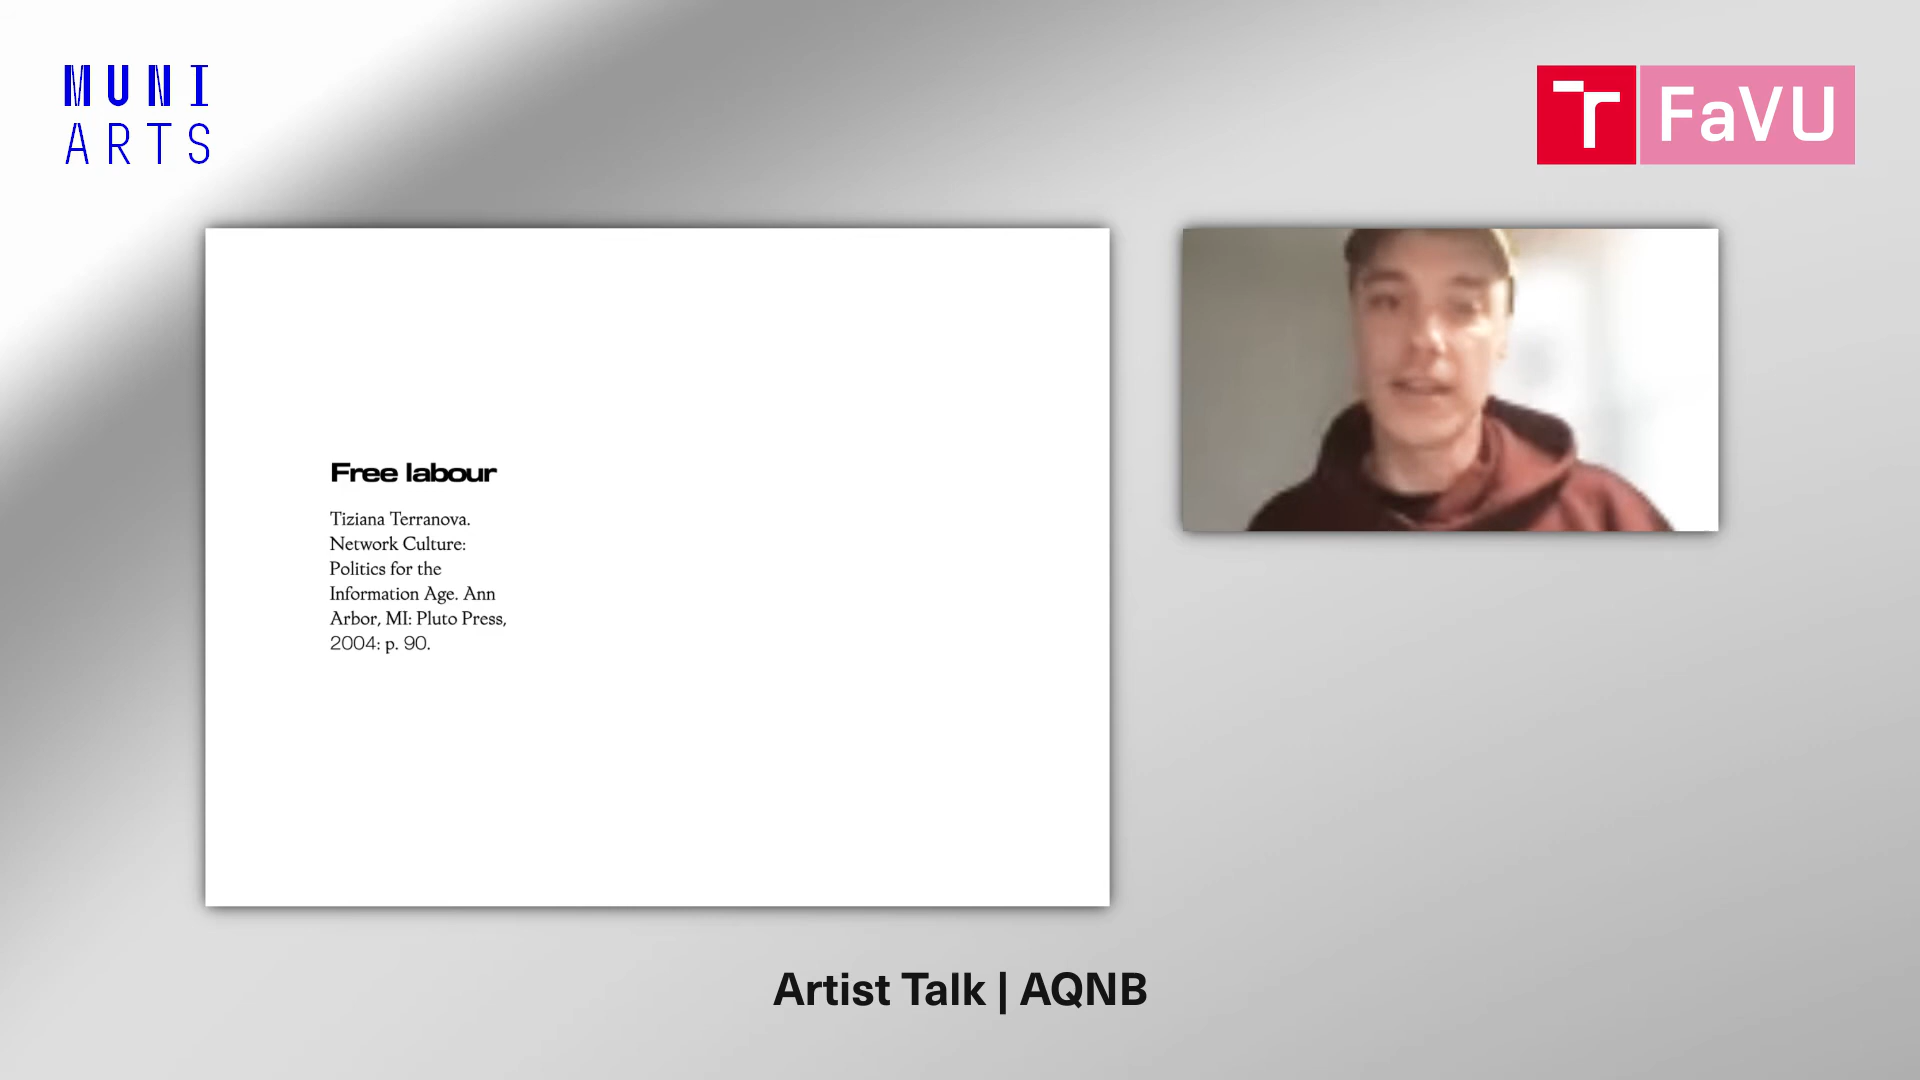 MUNI
ARTS
FaVU
Free labour
Tiziana Terranova.
Network Culture:
Politics for the
Information Age. Ann
Arbor, MI: Pluto Press,
2004: p. 90.
Artist Talk | AQNB